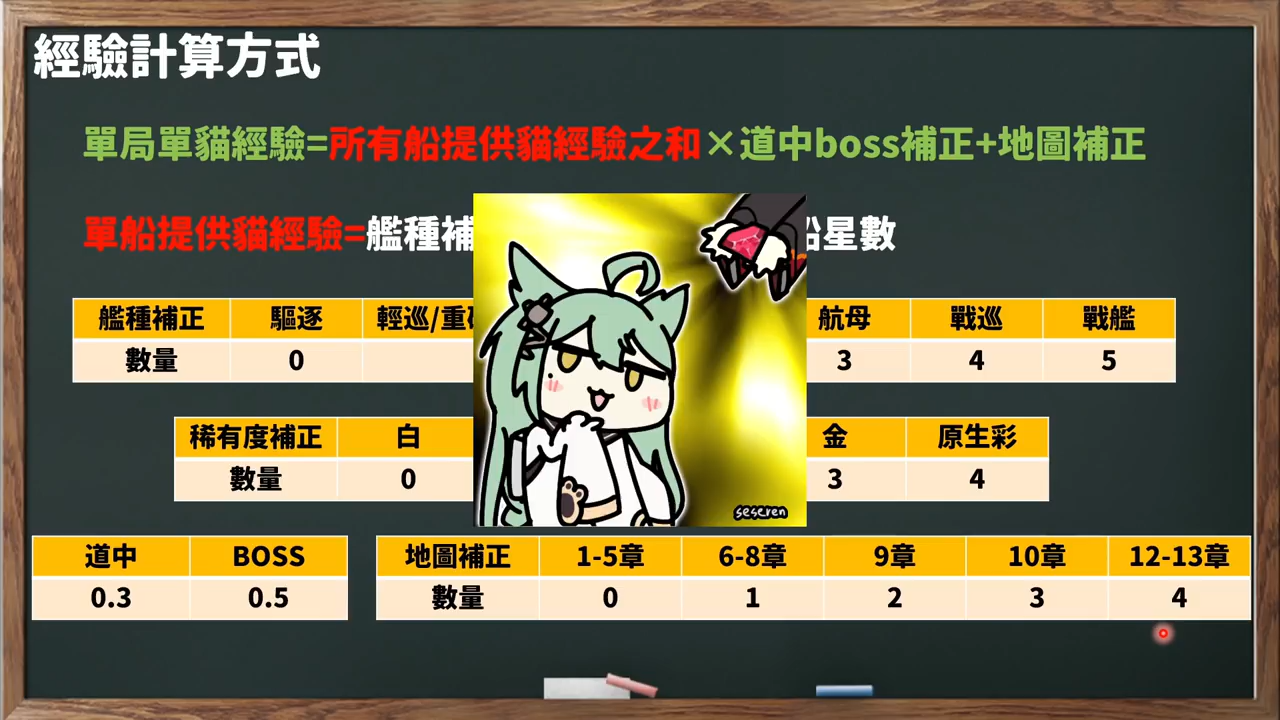 經驗計算方式
單局單貓經驗=所有船提供貓經驗之和×道中boss補正+地圖補正
單船提供貓經驗=艦種補 船星數
艦種補正 驅逐 輕巡/重 航母 戰巡 戰艦
數量 0 3 4 5
稀有度補正 白 金 原生彩
數量 0 3 4
seseren
道中 BOSS 地圖補正 1-5章 6-8章 9章 10章 12-13章
0.3 0.5 數量 0 1 2 3 4